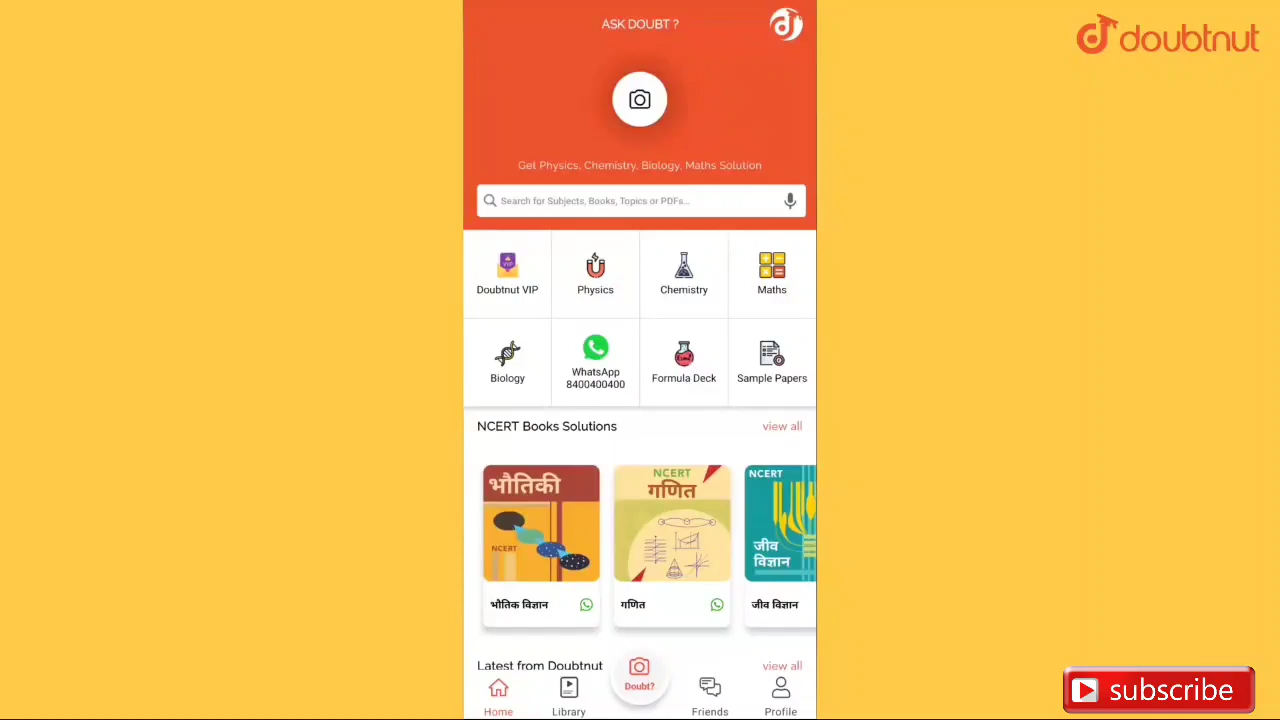 ASK DOUBT ?
doubtnut
Get Physics, Chemistry, Biology, Maths Solution
Search for Subjects, Books, Topics or PDFs...
Doubtnut VIP
Physics
Chemistry
Maths
Biology
WhatsApp
8400400400
Formula Deck
Sample Papers
NCERT Books Solutions
view all
भौतिकी
NCERT
भौतिक विज्ञान
NCERT
गणित
गणित
NCERT
जीव
विज्ञान
जीव विज्ञान
Latest from Doubtnut
view all
Doubt?
Home
Library
Friends
Profile
subscribe